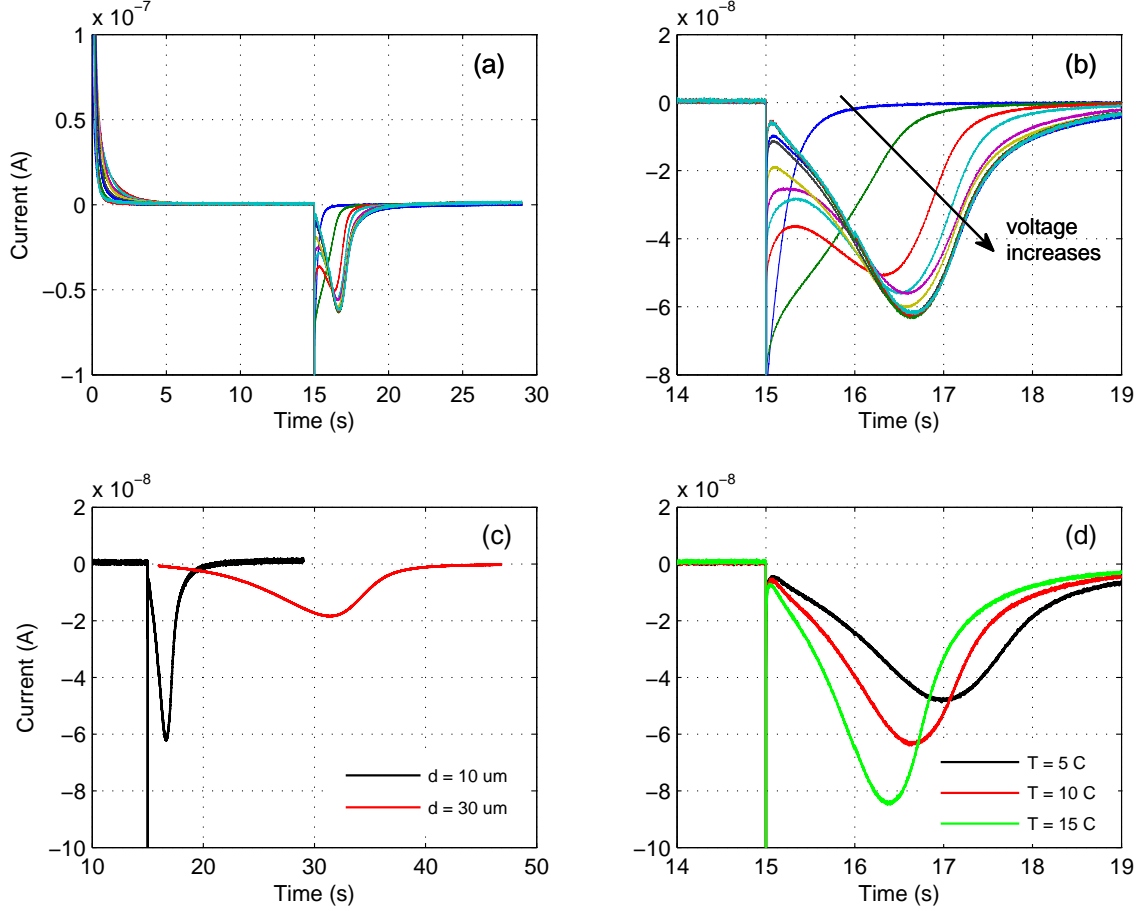 x 10−7
1
0.5
0
−0.5
−1
0 5 10 15 20 25 30
Time (s)
Current (A)
(a)
x 10−8
2
0
−2
−4
−6
−8
14 15 16 17 18 19
Time (s)
(b)
voltage
increases
x 10−8
2
0
−2
−4
−6
−8
−10
10 20 30 40 50
Time (s)
Current (A)
(c)
d = 10 um
d = 30 um
x 10−8
2
0
−2
−4
−6
−8
−10
14 15 16 17 18 19
Time (s)
(d)
T = 5 C
T = 10 C
T = 15 C